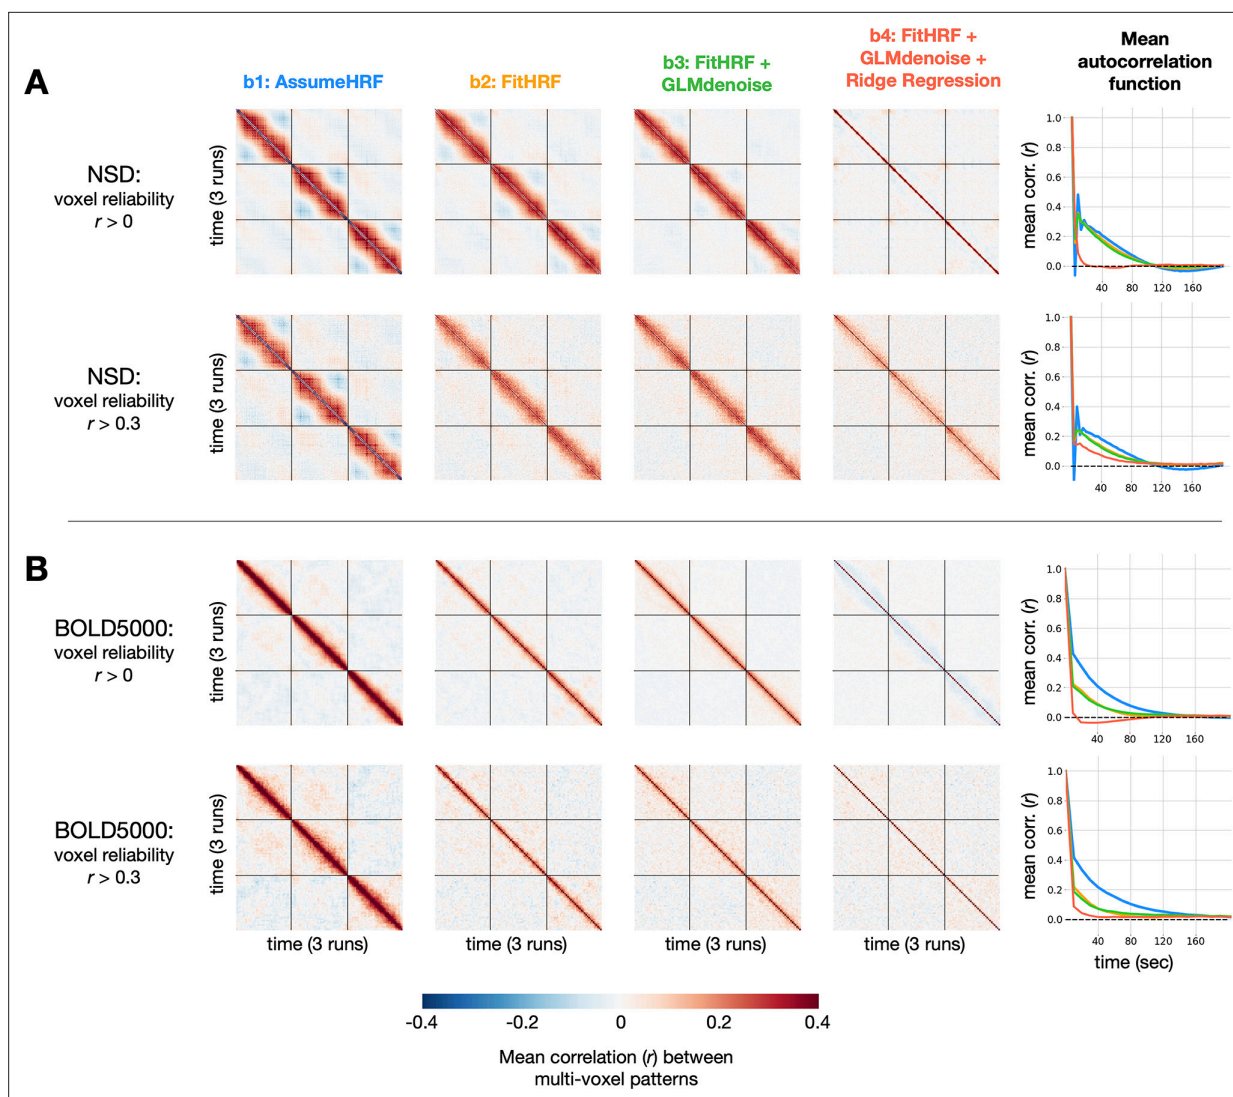 A
b1: AssumeHRF
b2: FitHRF
b3: FitHRF +
GLMdenoise
b4: FitHRF +
GLMdenoise +
Ridge Regression
Mean
autocorrelation
function
NSD:
voxel reliability
r > 0
time (3 runs)
mean corr. (r)
1.0
0.8
0.6
0.4
0.2
0.0
40
80
120
160
NSD:
voxel reliability
r > 0.3
time (3 runs)
mean corr. (r)
1.0
0.8
0.6
0.4
0.2
0.0
40
80
120
160
B
BOLD5000:
voxel reliability
r > 0
time (3 runs)
mean corr. (r)
1.0
0.8
0.6
0.4
0.2
0.0
40
80
120
160
BOLD5000:
voxel reliability
r > 0.3
time (3 runs)
mean corr. (r)
1.0
0.8
0.6
0.4
0.2
0.0
40
80
120
160
time (3 runs)
time (3 runs)
time (3 runs)
time (3 runs)
time (sec)
-0.4
-0.2
0
0.2
0.4
Mean correlation (r) between
multi-voxel patterns